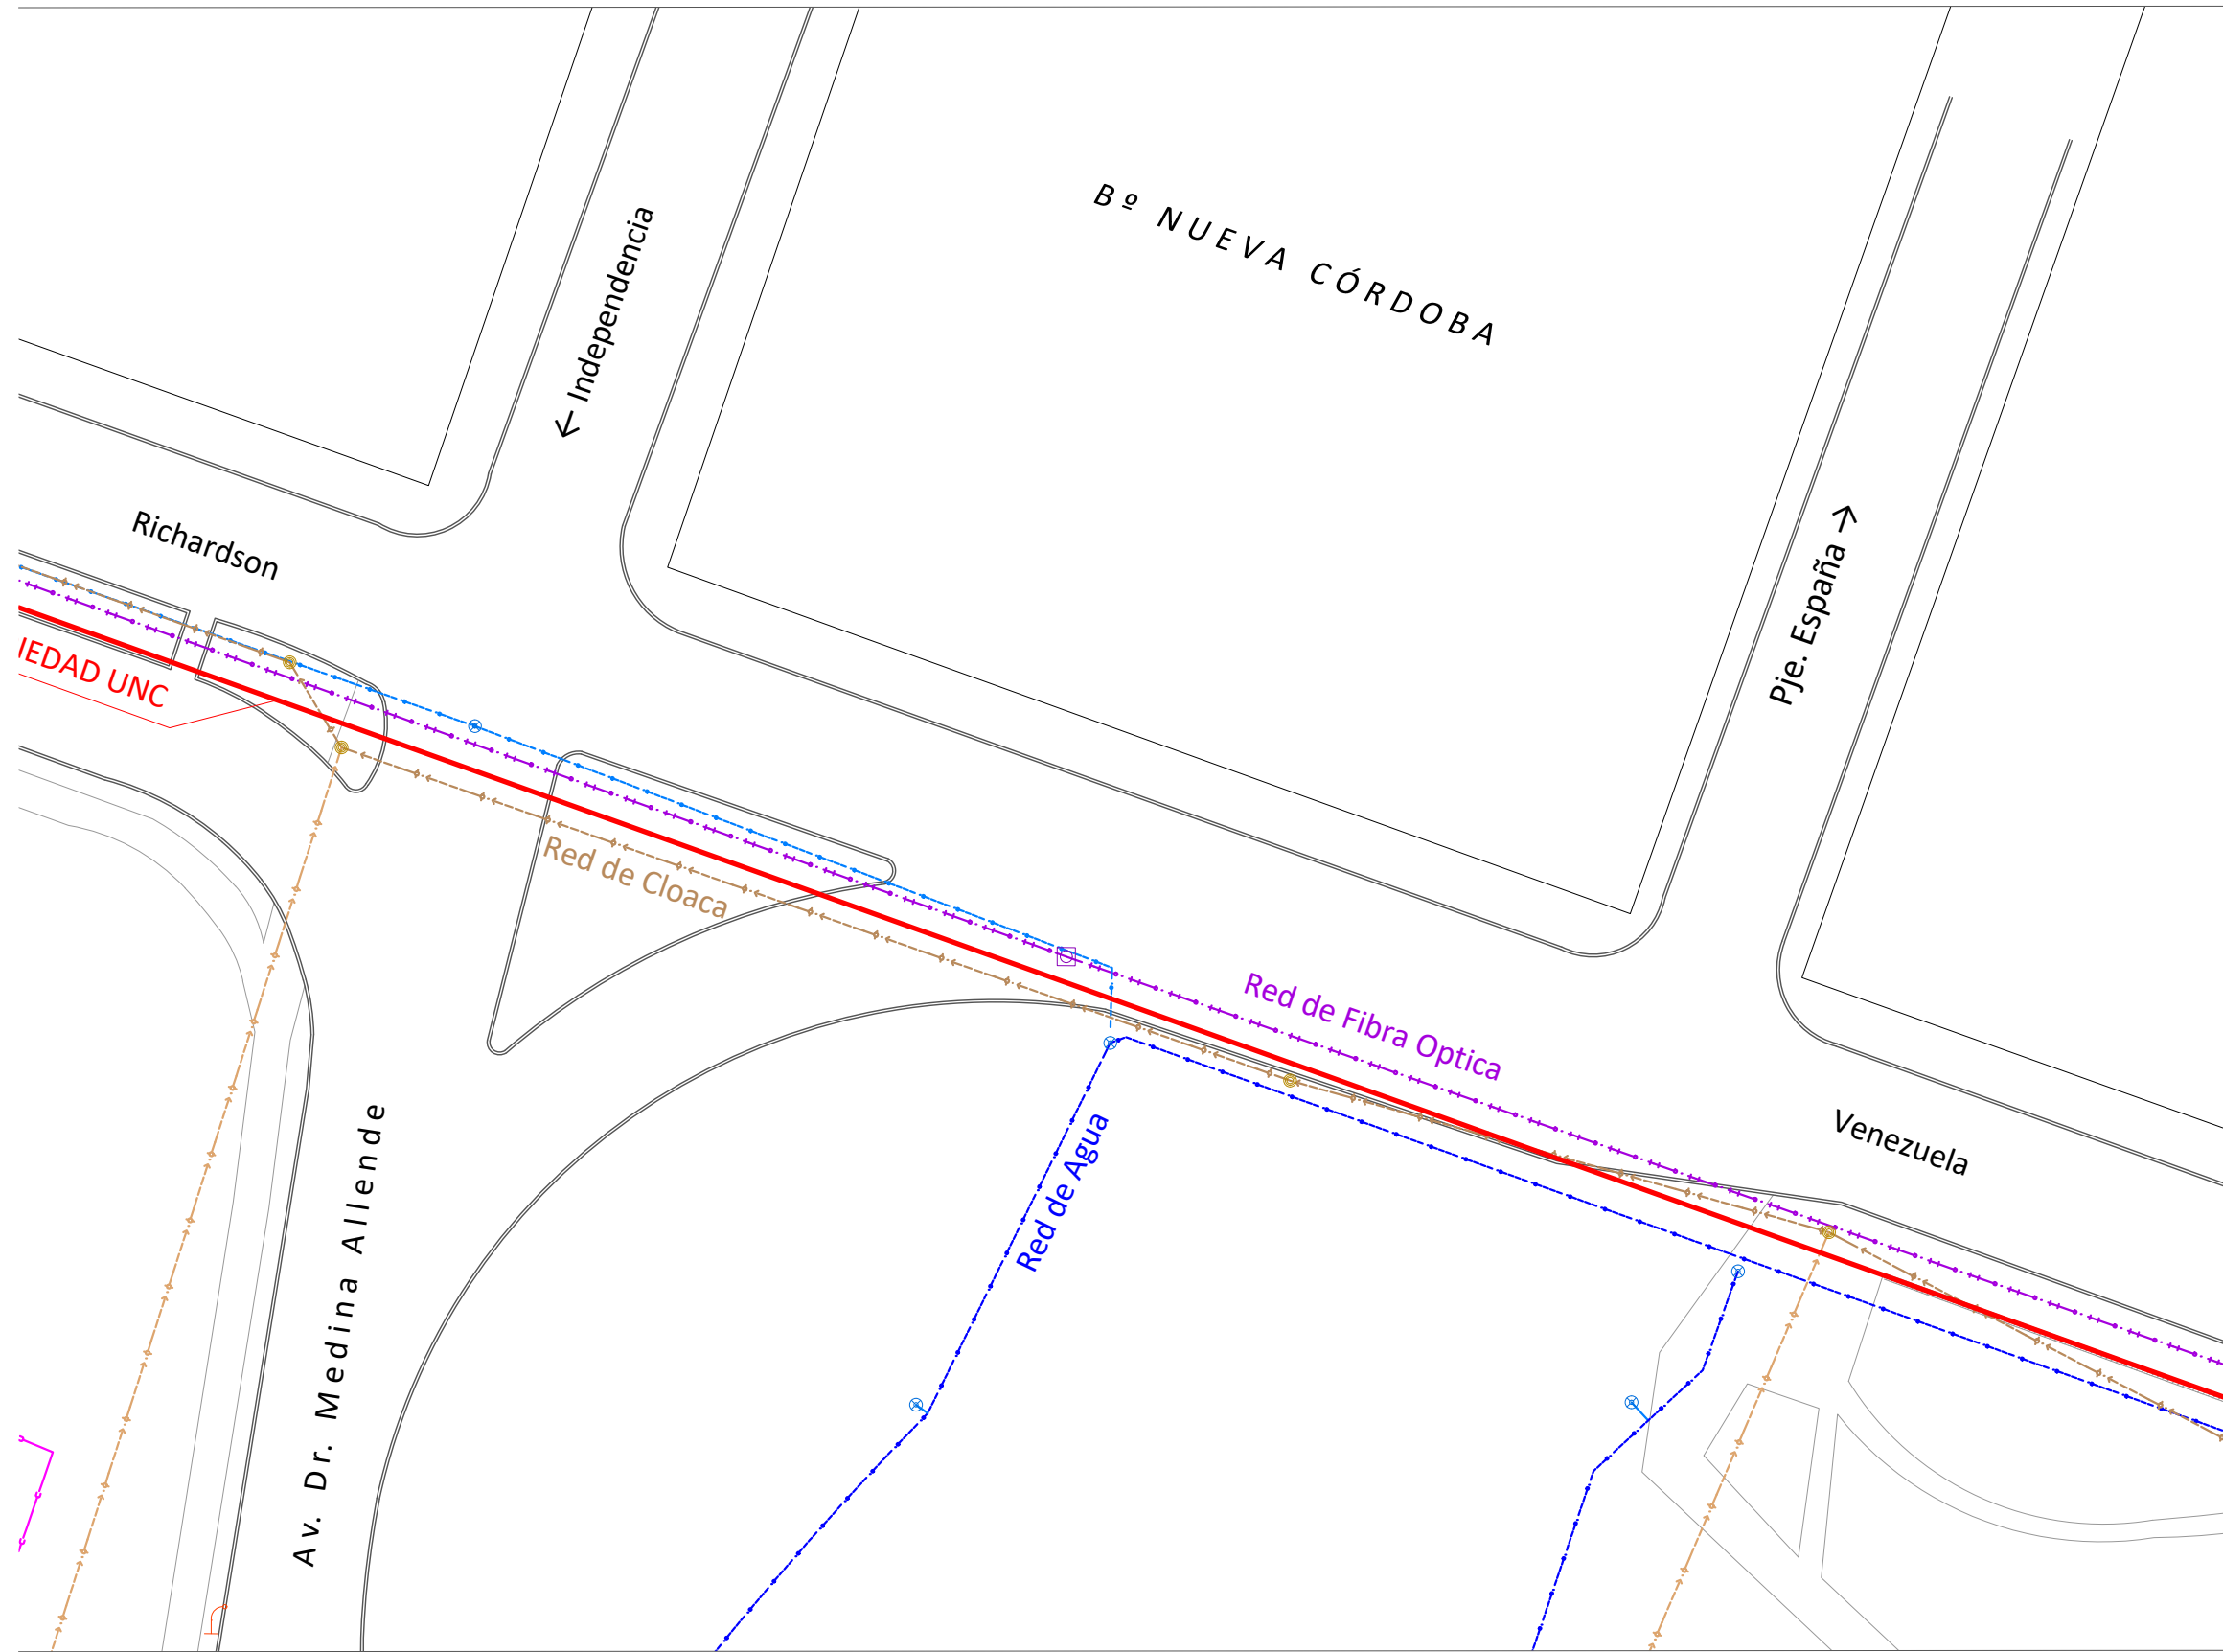 Bº NUEVA CÓRDOBA
← Independencia
Richardson
Pje. España →
IEDAD UNC
Red de Cloaca
Red de Fibra Optica
Venezuela
Red de Agua
Av. Dr. Medina Allende